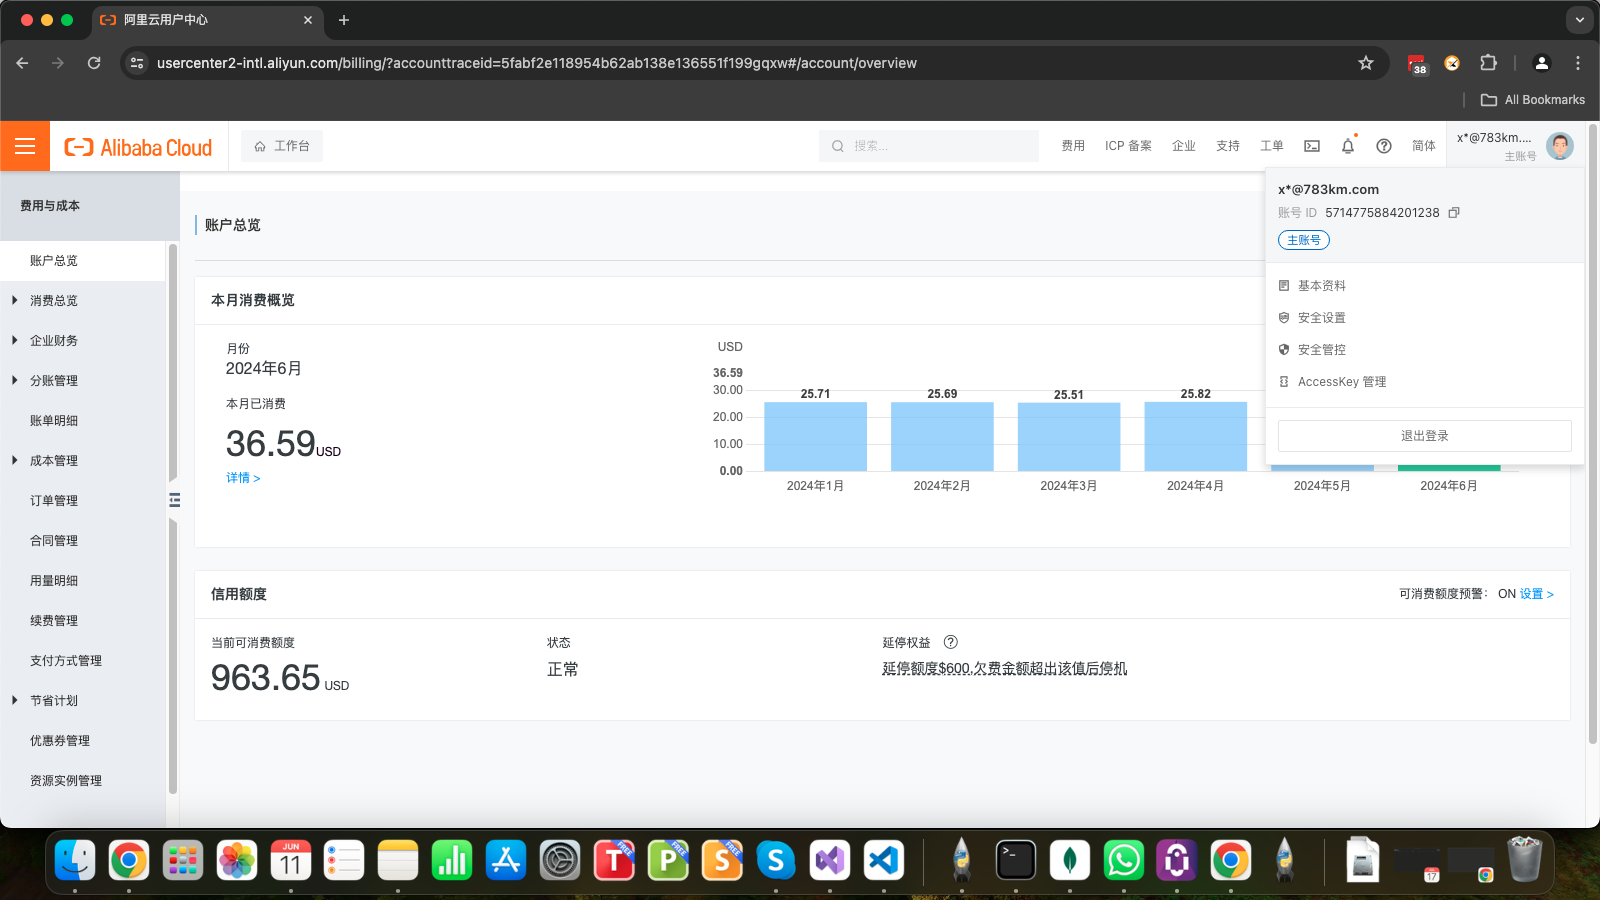 阿里云用户中心
usercenter2-intl.aliyun.com/billing/?accounttraceid=5fabf2e118954b62ab138e136551f199gqxw#/account/overview
38
All Bookmarks
Alibaba Cloud
工作台
搜索...
费用
ICP 备案
企业
支持
工单
简体
x*@783km....
主账号
x*@783km.com
账号 ID 5714775884201238
主账号
基本资料
安全设置
安全管控
AccessKey 管理
退出登录
费用与成本
账户总览
消费总览
企业财务
分账管理
账单明细
成本管理
订单管理
合同管理
用量明细
续费管理
支付方式管理
节省计划
优惠券管理
资源实例管理
账户总览
本月消费概览
月份
2024年6月
本月已消费
36.59USD
详情 >
USD
36.59
30.00
20.00
10.00
0.00
25.71
25.69
25.51
25.82
2024年1月
2024年2月
2024年3月
2024年4月
2024年5月
2024年6月
信用额度
可消费额度预警： ON 设置 >
当前可消费额度
963.65 USD
状态
正常
延停权益
延停额度$600,欠费金额超出该值后停机
JUN
11
T
FREE
P
FREE
S
FREE
S
17